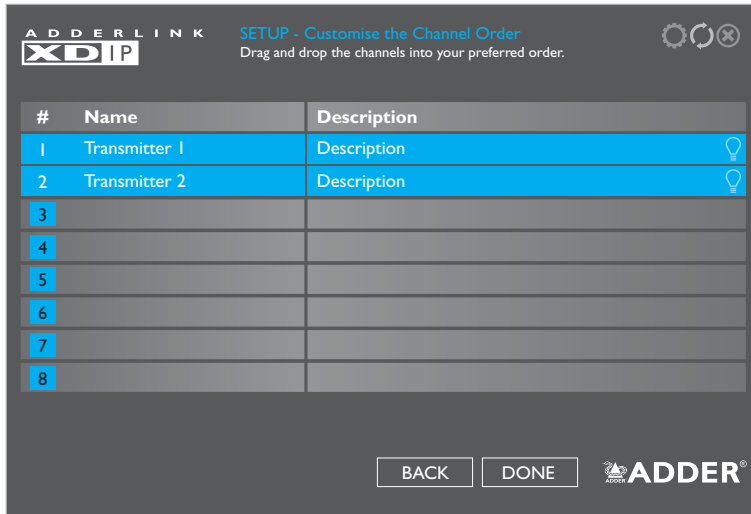 ADDERLINK
XDIP
SETUP - Customise the Channel Order
Drag and drop the channels into your preferred order.
# Name Description
1 Transmitter 1 Description
2 Transmitter 2 Description
3
4
5
6
7
8
BACK DONE ADDER ADDER®